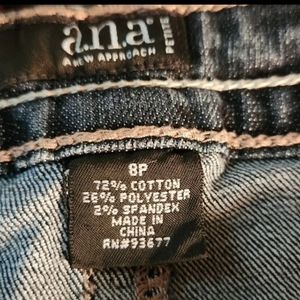 a.n.a
A NEW APPROACH
PETITE
8P
72% COTTON
26% POLYESTER
2% SPANDEX
MADE IN
CHINA
RN#93677